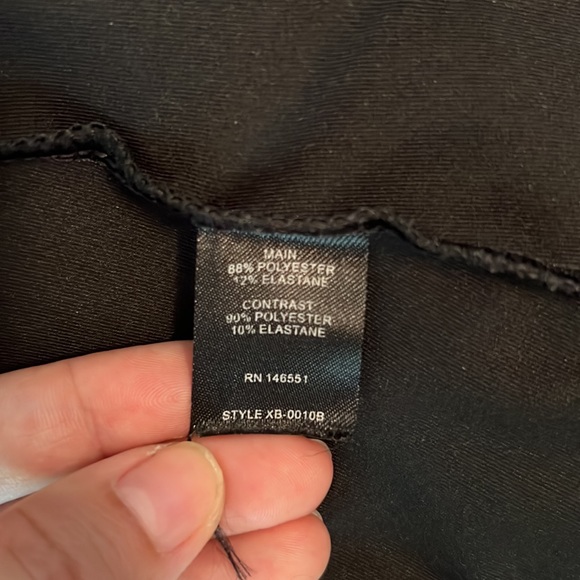 MAIN
88% POLYESTER
12% ELASTANE
CONTRAST
90% POLYESTER
10% ELASTANE
RN 146551
STYLE XB-0010B